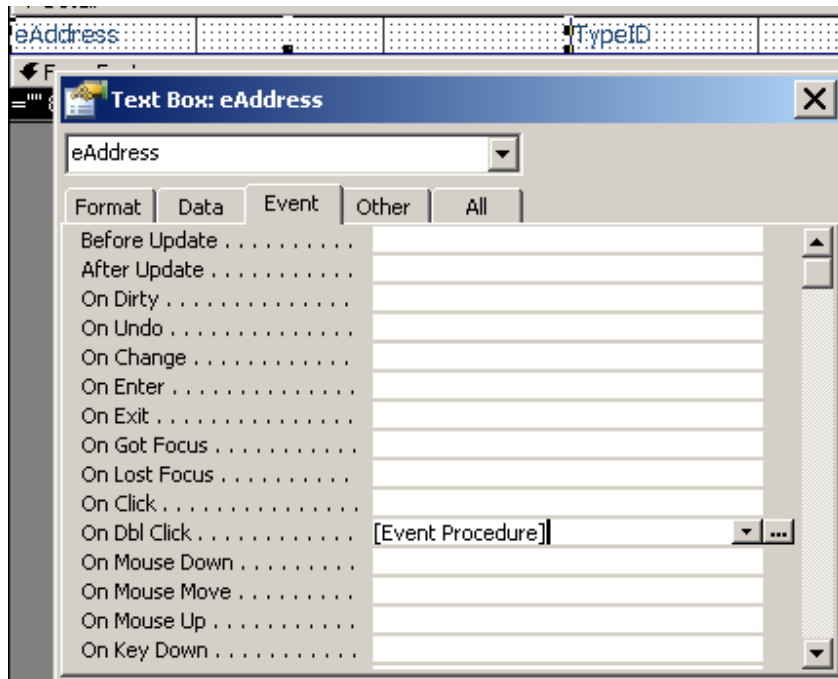 eAddress TypeID
="" &
Text Box: eAddress
eAddress
Format Data Event Other All
Before Update . . . . . . . . . .
After Update . . . . . . . . . . .
On Dirty . . . . . . . . . . . . . .
On Undo . . . . . . . . . . . . . .
On Change . . . . . . . . . . . .
On Enter . . . . . . . . . . . . . .
On Exit . . . . . . . . . . . . . . .
On Got Focus . . . . . . . . . . .
On Lost Focus . . . . . . . . . .
On Click . . . . . . . . . . . . . . . .
On Dbl Click . . . . . . . . . . . . [Event Procedure] ...
On Mouse Down . . . . . . . . .
On Mouse Move . . . . . . . . .
On Mouse Up . . . . . . . . . . .
On Key Down . . . . . . . . . . .